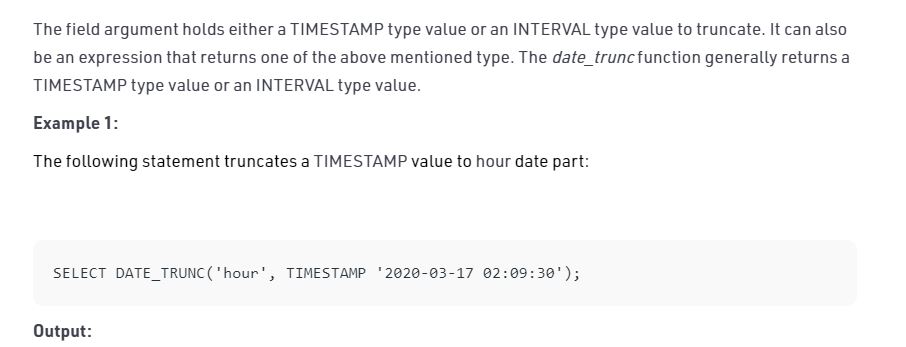 The field argument holds either a TIMESTAMP type value or an INTERVAL type value to truncate. It can also
be an expression that returns one of the above mentioned type. The date_trunc function generally returns a
TIMESTAMP type value or an INTERVAL type value.
Example 1:
The following statement truncates a TIMESTAMP value to hour date part:
SELECT DATE_TRUNC('hour', TIMESTAMP '2020-03-17 02:09:30');
Output: